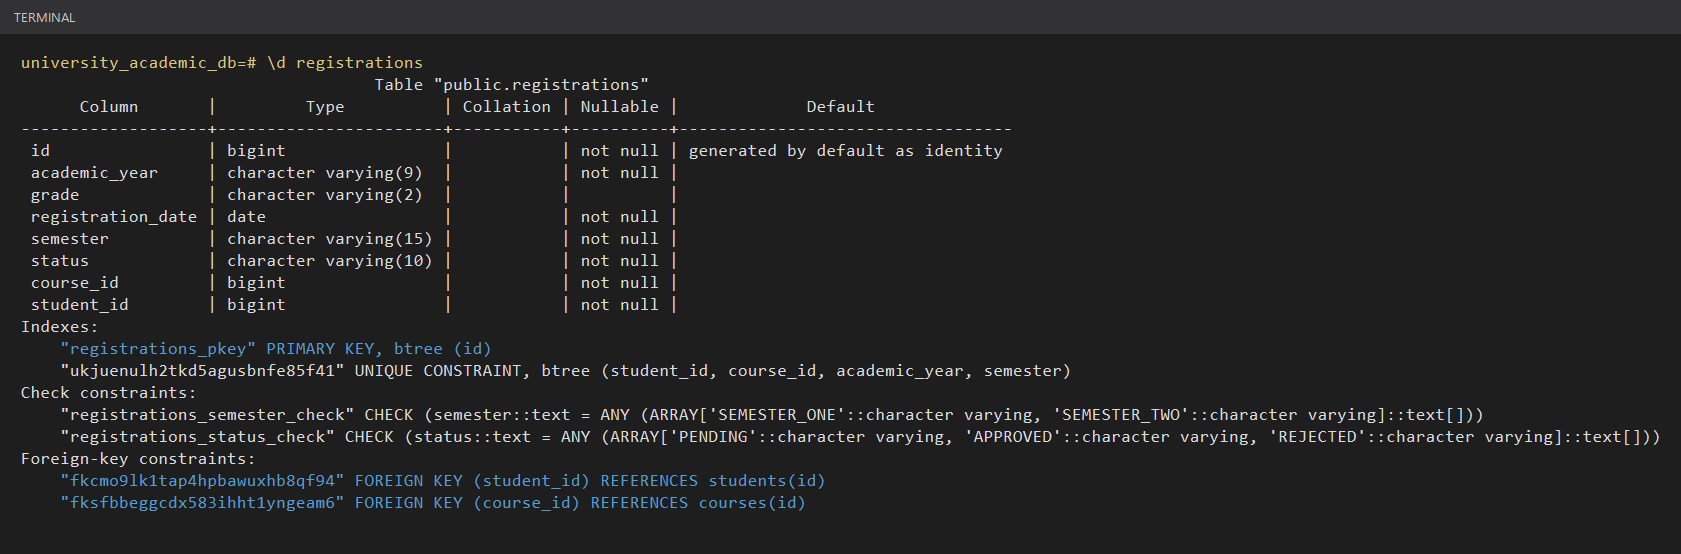 TERMINAL
university_academic_db=# \d registrations
                                    Table "public.registrations"
      Column       |         Type          | Collation | Nullable |             Default
-------------------+-----------------------+-----------+----------+----------------------------------
 id                | bigint                |           | not null | generated by default as identity
 academic_year     | character varying(9)  |           | not null |
 grade             | character varying(2)  |           |          |
 registration_date | date                  |           | not null |
 semester          | character varying(15) |           | not null |
 status            | character varying(10) |           | not null |
 course_id         | bigint                |           | not null |
 student_id        | bigint                |           | not null |
Indexes:
    "registrations_pkey" PRIMARY KEY, btree (id)
    "ukjuenulh2tkd5agusbnfe85f41" UNIQUE CONSTRAINT, btree (student_id, course_id, academic_year, semester)
Check constraints:
    "registrations_semester_check" CHECK (semester::text = ANY (ARRAY['SEMESTER_ONE'::character varying, 'SEMESTER_TWO'::character varying]::text[]))
    "registrations_status_check" CHECK (status::text = ANY (ARRAY['PENDING'::character varying, 'APPROVED'::character varying, 'REJECTED'::character varying]::text[]))
Foreign-key constraints:
    "fkcmo9lk1tap4hpbawuxhb8qf94" FOREIGN KEY (student_id) REFERENCES students(id)
    "fksfbbeggcdx583ihht1yngeam6" FOREIGN KEY (course_id) REFERENCES courses(id)